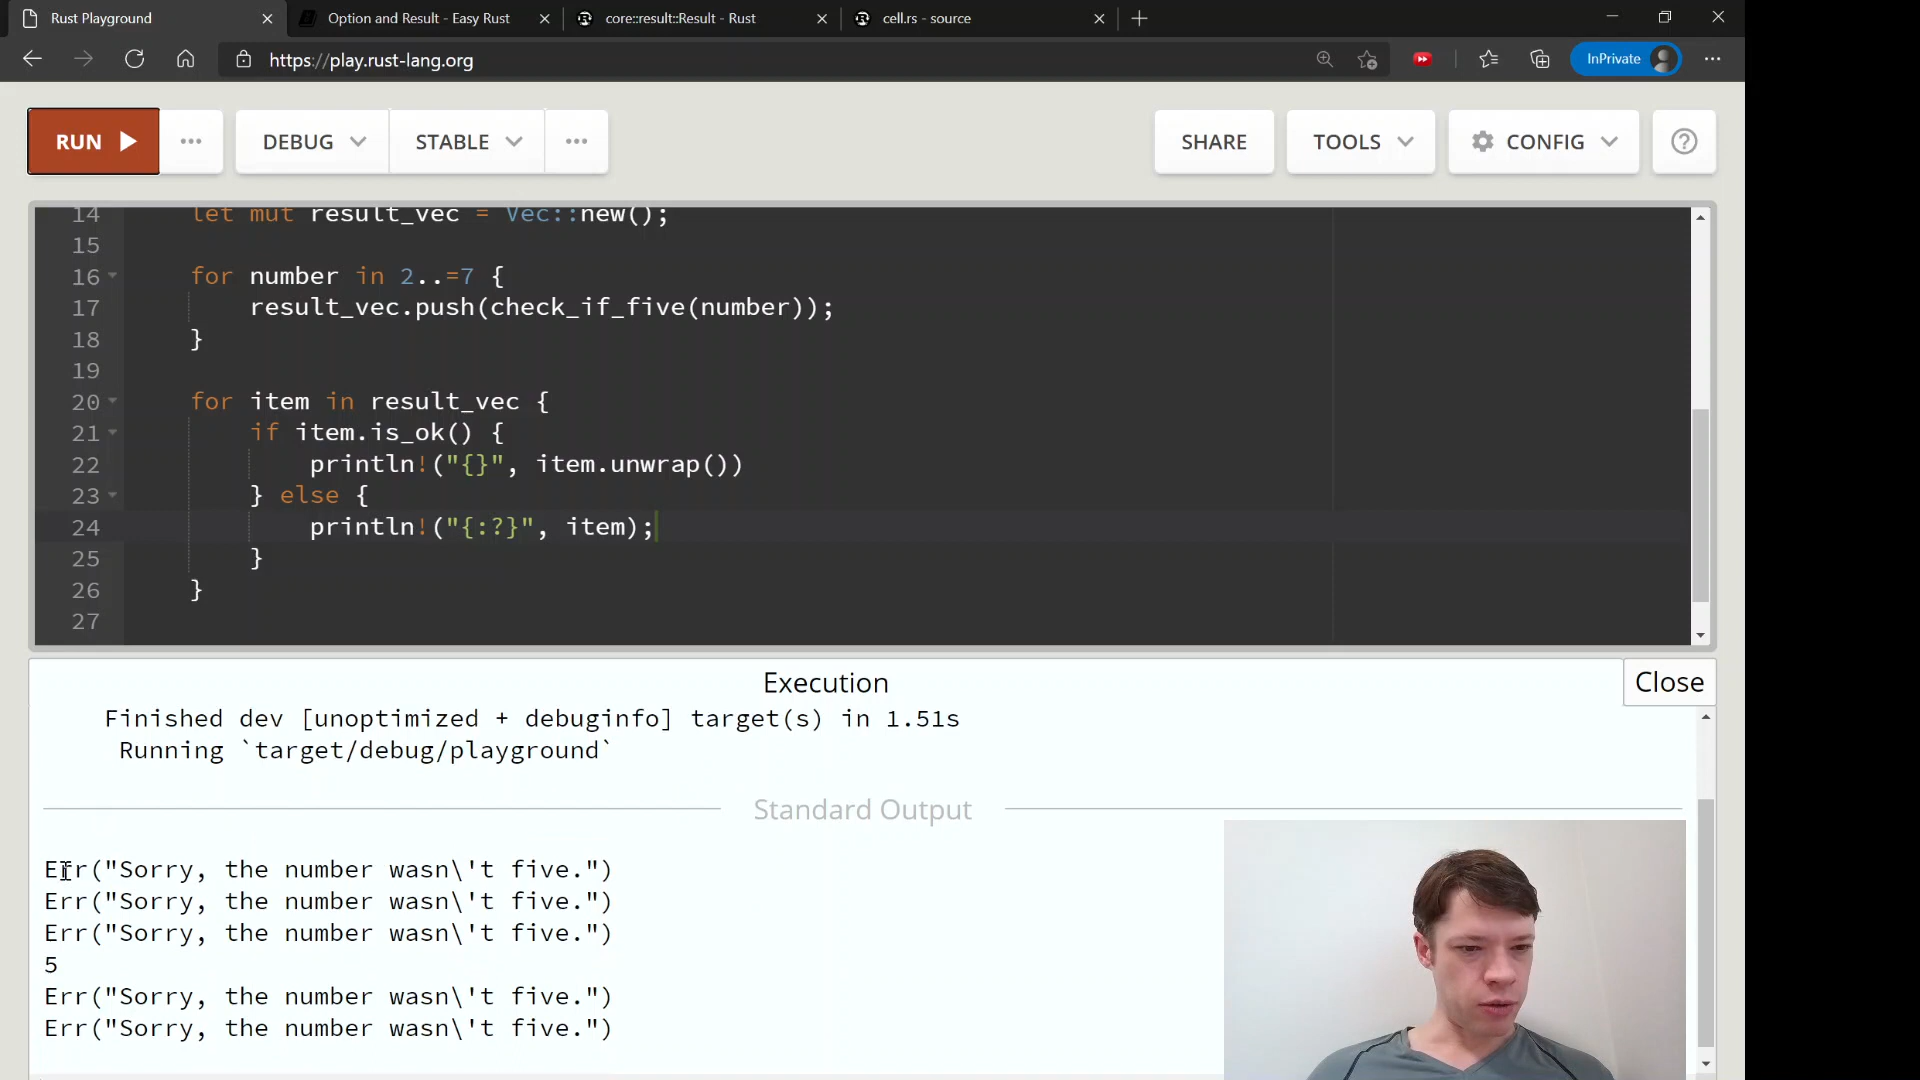 Rust Playground
Option and Result - Easy Rust
core::result::Result - Rust
cell.rs - source
https://play.rust-lang.org
InPrivate
RUN
DEBUG
STABLE
SHARE
TOOLS
CONFIG
14 let mut result_vec = Vec::new();
15
16 for number in 2..=7 {
17 result_vec.push(check_if_five(number));
18 }
19
20 for item in result_vec {
21 if item.is_ok() {
22 println!("{}", item.unwrap())
23 } else {
24 println!("{:?}", item);
25 }
26 }
27
Execution
Close
Finished dev [unoptimized + debuginfo] target(s) in 1.51s
Running `target/debug/playground`
Standard Output
Err("Sorry, the number wasn\'t five.")
Err("Sorry, the number wasn\'t five.")
Err("Sorry, the number wasn\'t five.")
5
Err("Sorry, the number wasn\'t five.")
Err("Sorry, the number wasn\'t five.")